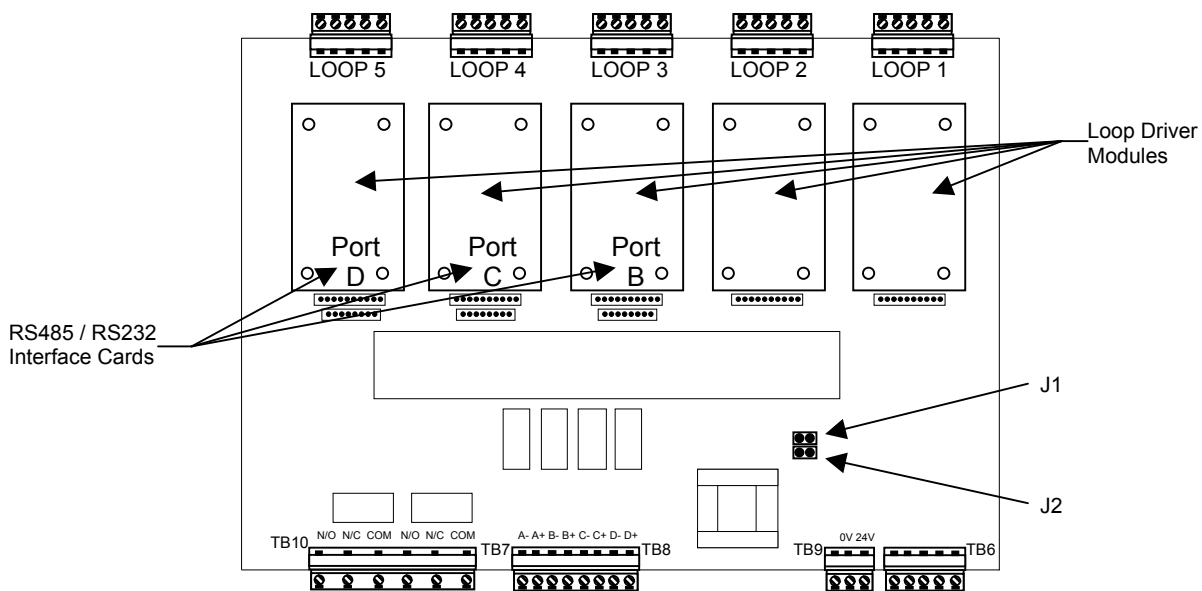 LOOP 5 LOOP 4 LOOP 3 LOOP 2 LOOP 1
Loop Driver
Modules
Port
D
Port
C
Port
B
RS485 / RS232
Interface Cards
J1
J2
TB10 N/O N/C COM N/O N/C COM TB7 A- A+ B- B+ C- C+ D- D+ TB8 TB9 0V 24V TB6